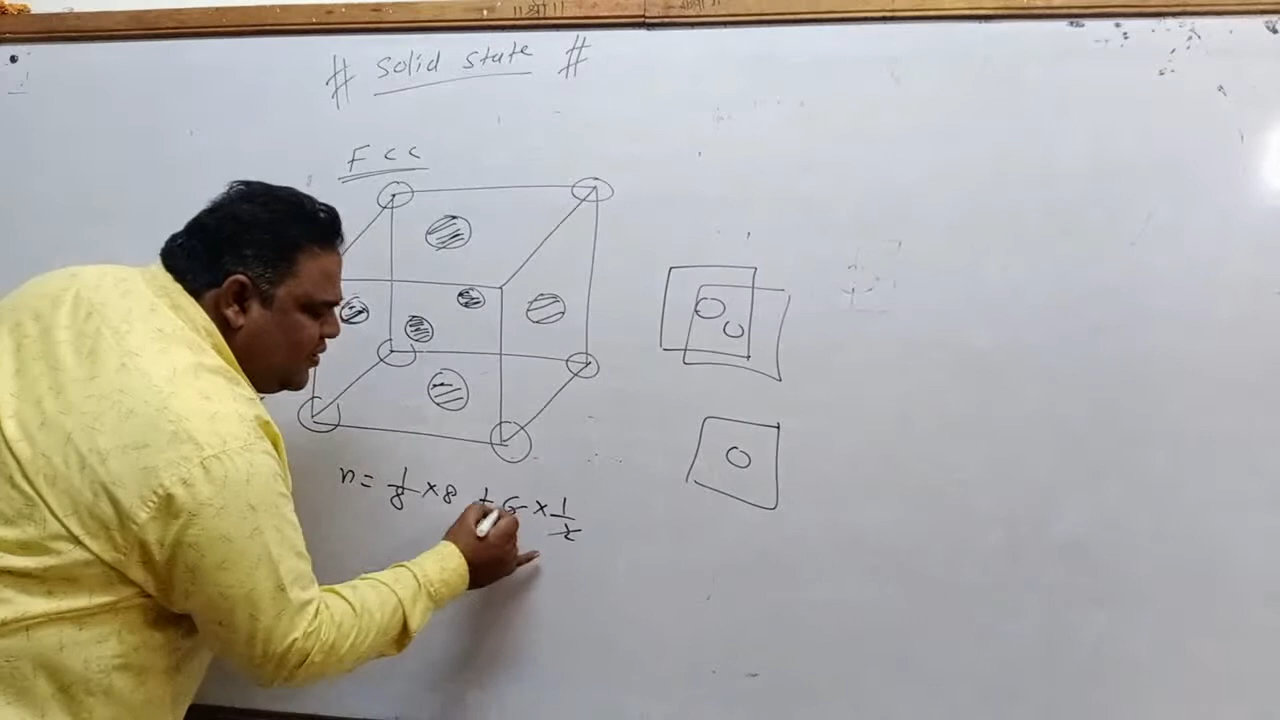 ॥श्री॥
# Solid state #
FCC
n = 1/8 × 8 + 6 × 1/2